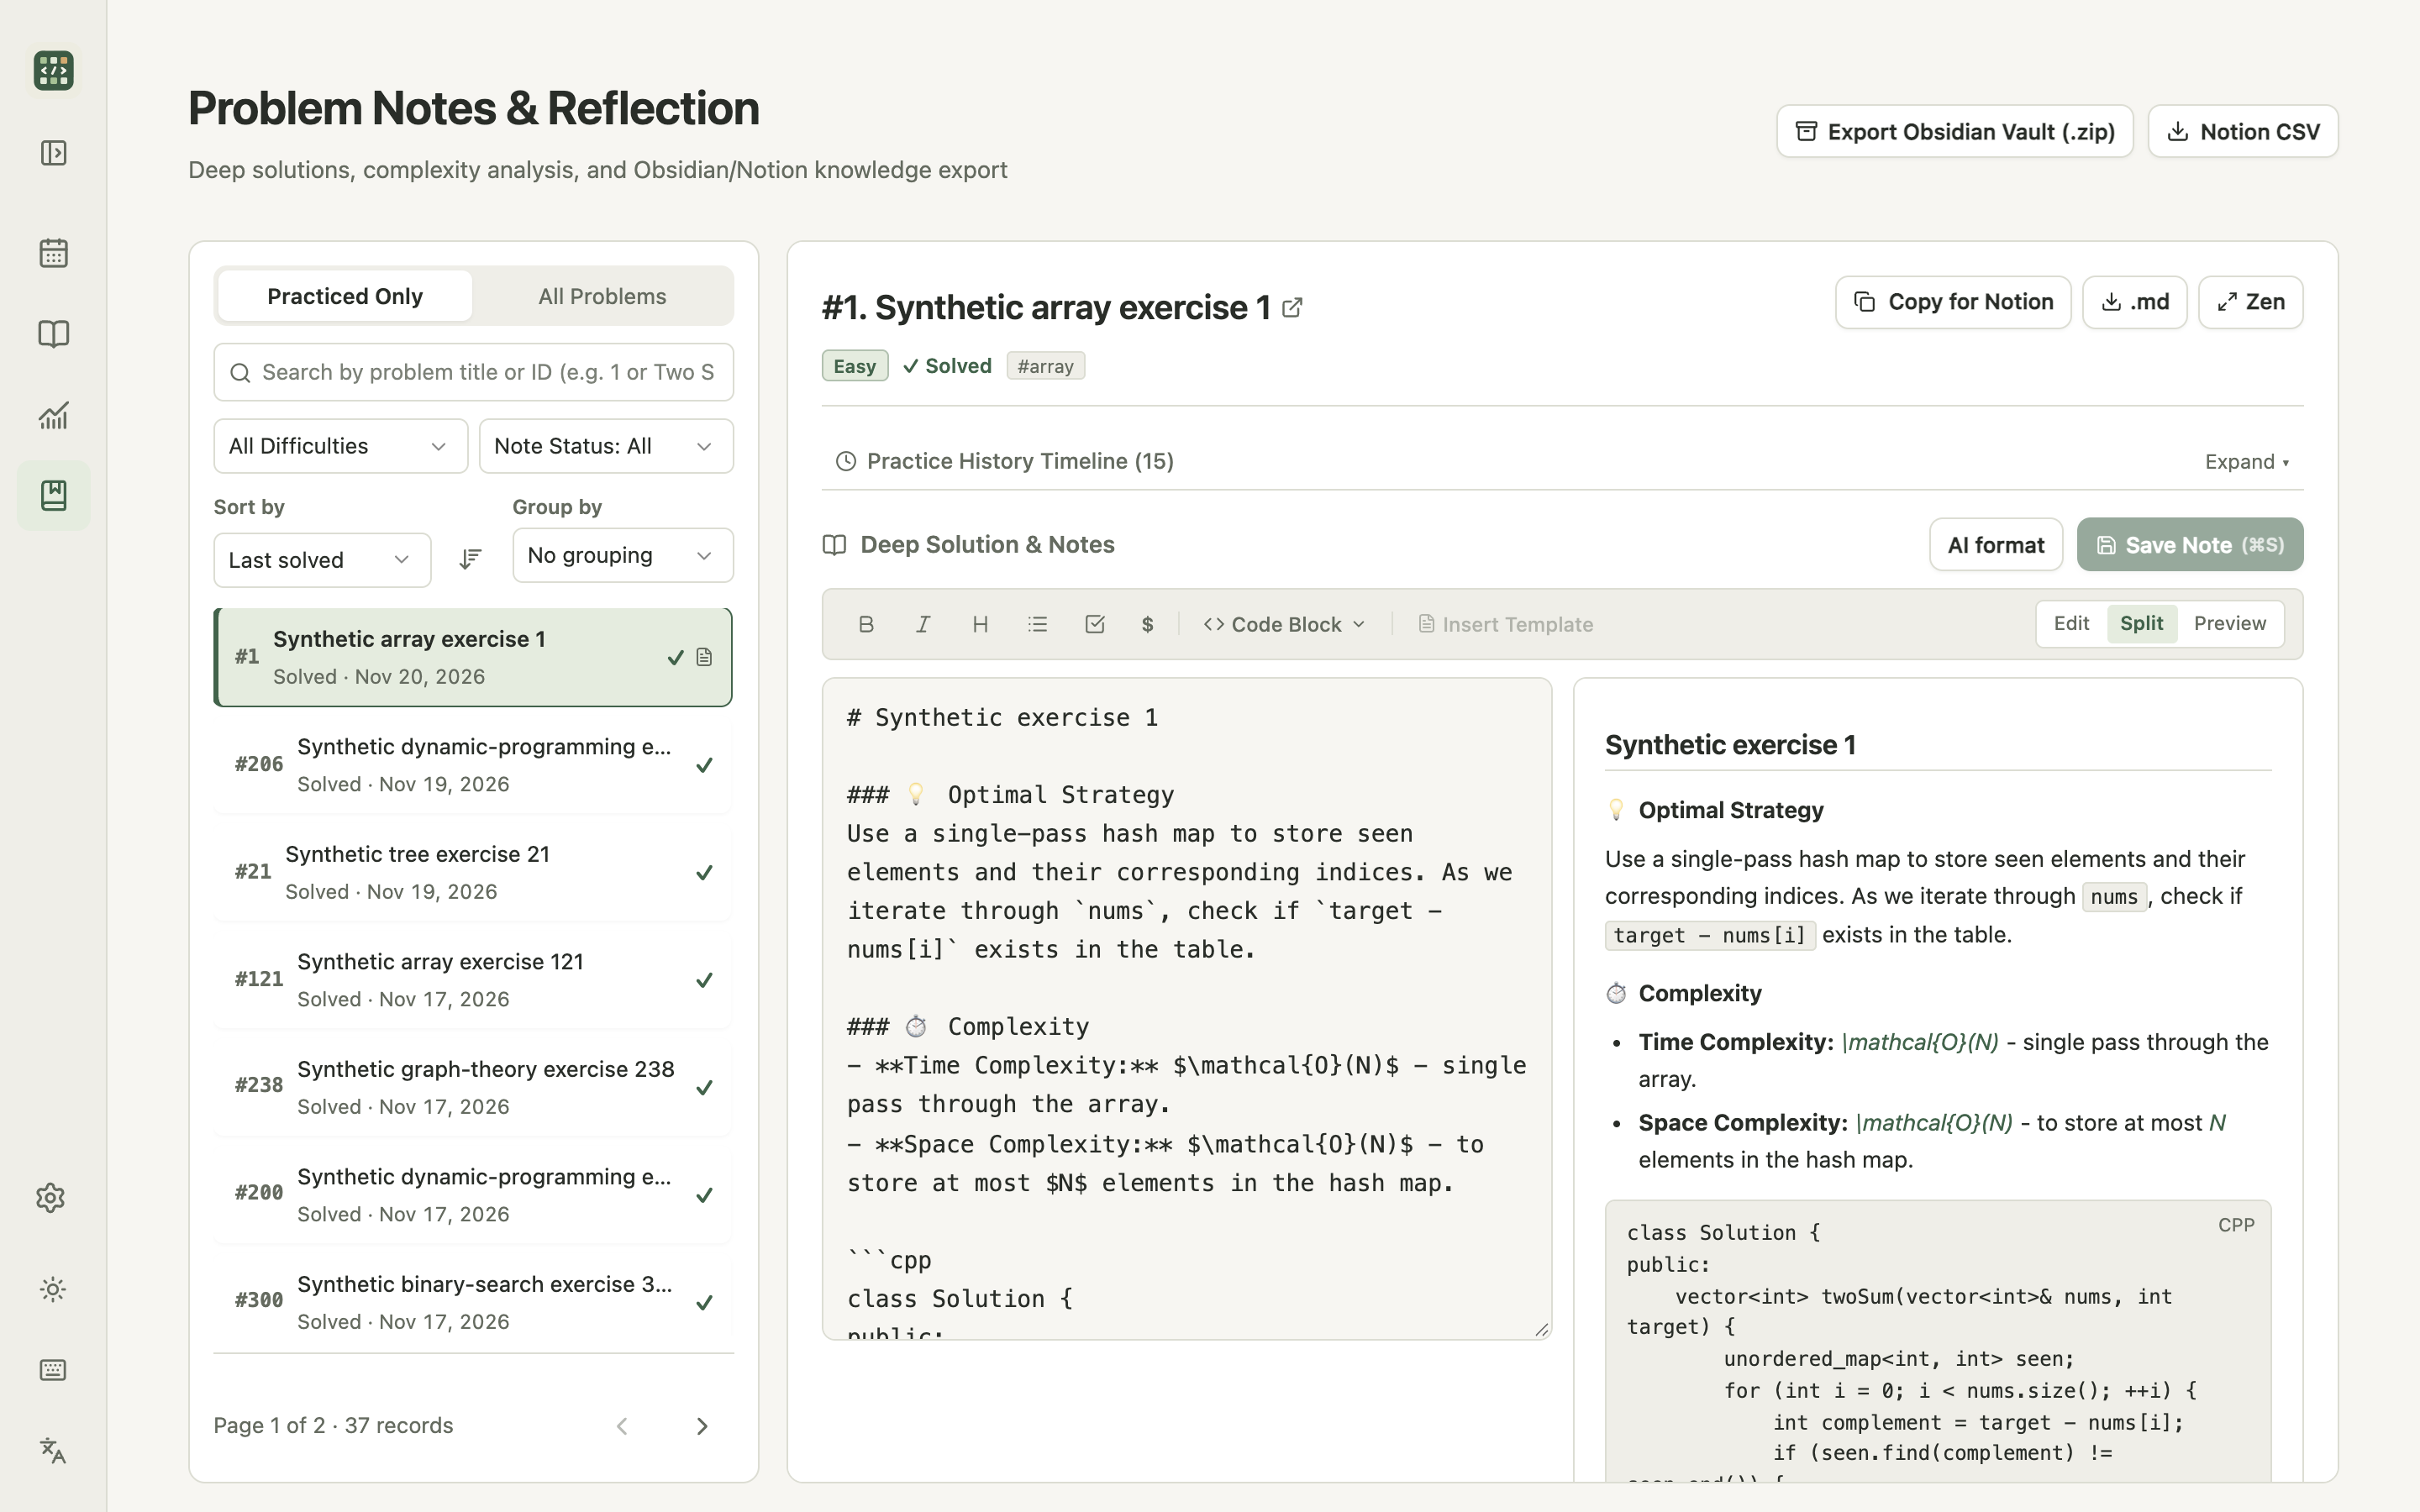 Problem Notes & Reflection
Deep solutions, complexity analysis, and Obsidian/Notion knowledge export
Export Obsidian Vault (.zip)
Notion CSV
Practiced Only
All Problems
Search by problem title or ID (e.g. 1 or Two S
All Difficulties
Note Status: All
Sort by
Group by
Last solved
No grouping
#1
Synthetic array exercise 1
Solved · Nov 20, 2026
#206
Synthetic dynamic-programming e...
Solved · Nov 19, 2026
#21
Synthetic tree exercise 21
Solved · Nov 19, 2026
#121
Synthetic array exercise 121
Solved · Nov 17, 2026
#238
Synthetic graph-theory exercise 238
Solved · Nov 17, 2026
#200
Synthetic dynamic-programming e...
Solved · Nov 17, 2026
#300
Synthetic binary-search exercise 3...
Solved · Nov 17, 2026
Page 1 of 2 · 37 records
#1. Synthetic array exercise 1
Copy for Notion
.md
Zen
Easy
✓ Solved
#array
Practice History Timeline (15)
Expand ▾
Deep Solution & Notes
AI format
Save Note (⌘S)
B
I
H
$
<> Code Block
Insert Template
Edit
Split
Preview
# Synthetic exercise 1
### 💡 Optimal Strategy
Use a single-pass hash map to store seen
elements and their corresponding indices. As we
iterate through `nums`, check if `target -
nums[i]` exists in the table.
### ⏱️ Complexity
- **Time Complexity:** $\mathcal{O}(N)$ - single
pass through the array.
- **Space Complexity:** $\mathcal{O}(N)$ - to
store at most $N$ elements in the hash map.
```cpp
class Solution {
public:
Synthetic exercise 1
💡 Optimal Strategy
Use a single-pass hash map to store seen elements and their
corresponding indices. As we iterate through nums, check if
target - nums[i] exists in the table.
⏱️ Complexity
• Time Complexity: \mathcal{O}(N) - single pass through the
array.
• Space Complexity: \mathcal{O}(N) - to store at most N
elements in the hash map.
CPP
class Solution {
public:
vector<int> twoSum(vector<int>& nums, int
target) {
unordered_map<int, int> seen;
for (int i = 0; i < nums.size(); ++i) {
int complement = target - nums[i];
if (seen.find(complement) !=
seen.end()) {